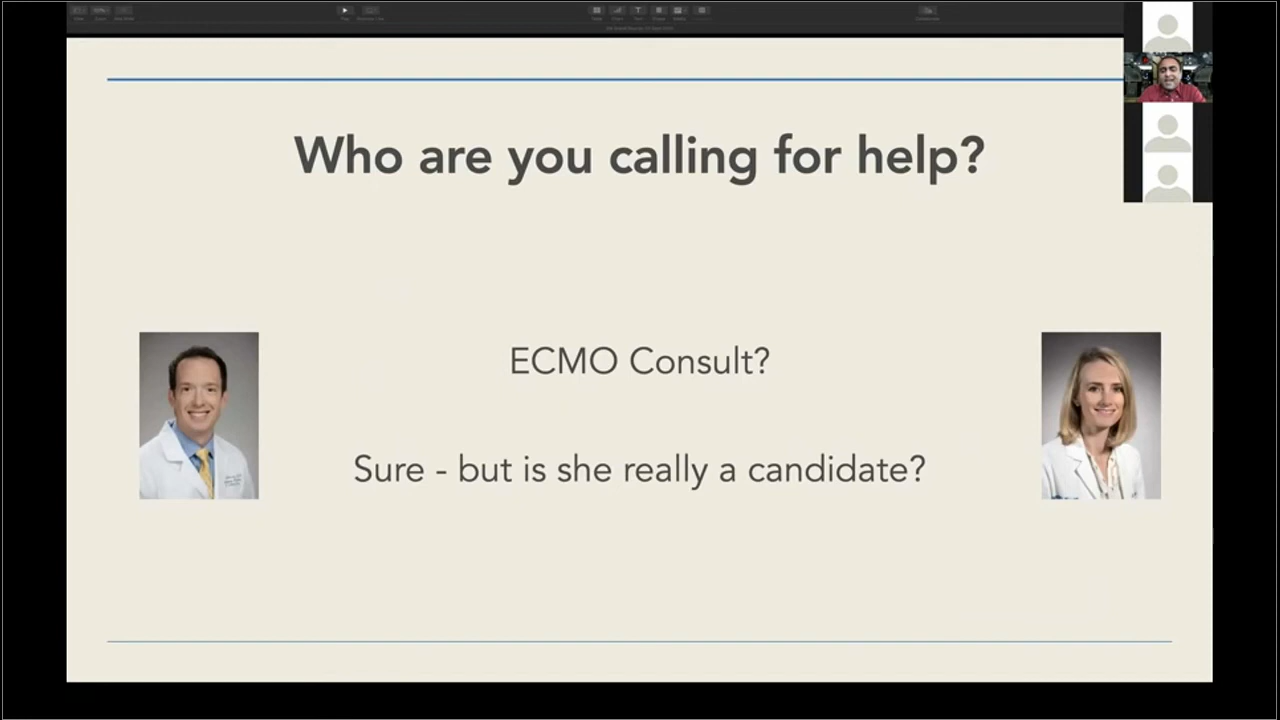 Who are you calling for help?
ECMO Consult?
Sure - but is she really a candidate?